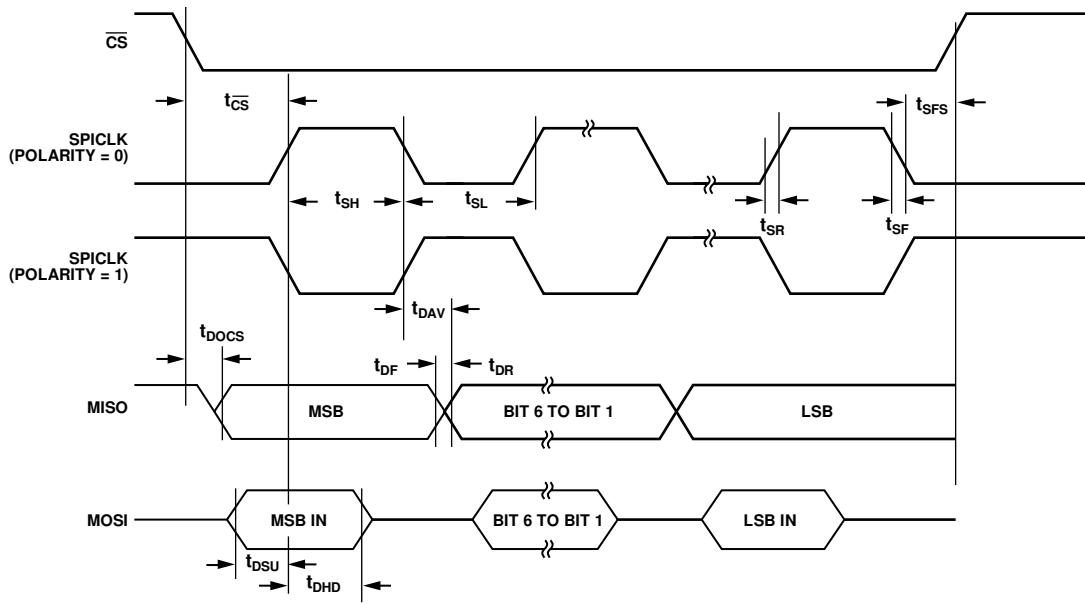 CS
tCS
tSFS
SPICLK
(POLARITY = 0)
tSH
tSL
tSR
tSF
SPICLK
(POLARITY = 1)
tDAV
tDOCS
tDF
tDR
MISO
MSB
BIT 6 TO BIT 1
LSB
MOSI
MSB IN
BIT 6 TO BIT 1
LSB IN
tDSU
tDHD